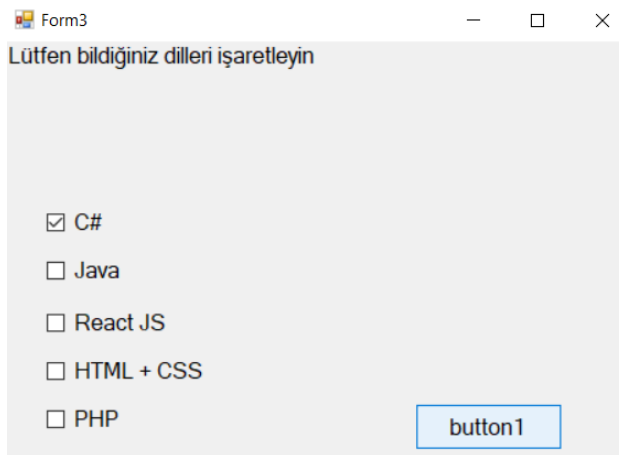 Form3
Lütfen bildiğiniz dilleri işaretleyin
C#
Java
React JS
HTML + CSS
PHP
button1